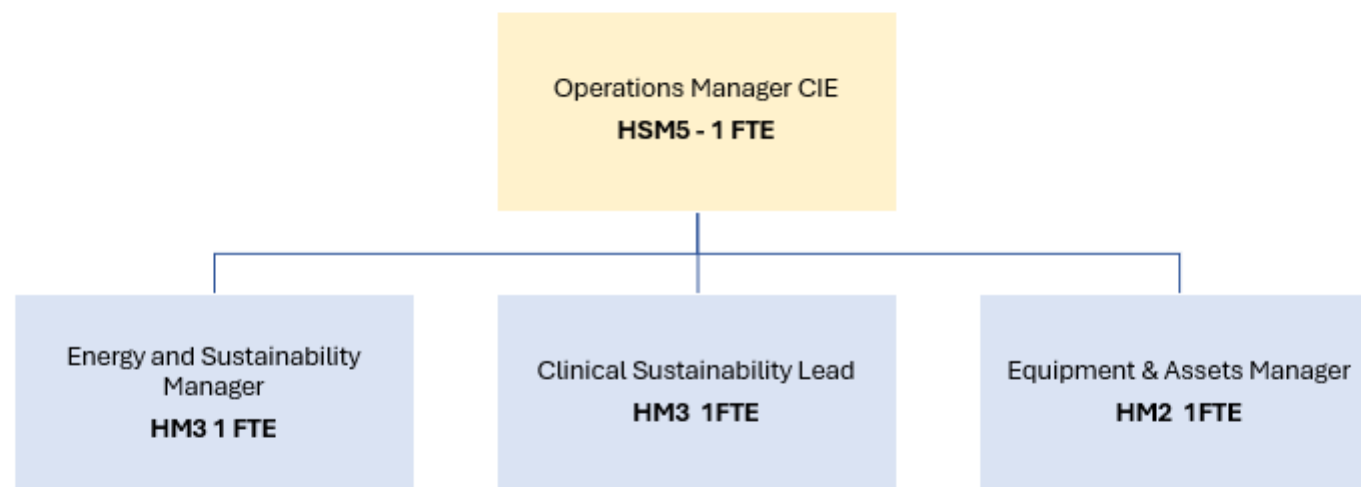 Operations Manager CIE
HSM5 - 1 FTE
Energy and Sustainability
Manager
HM3 1 FTE
Clinical Sustainability Lead
HM3  1FTE
Equipment & Assets Manager
HM2  1FTE